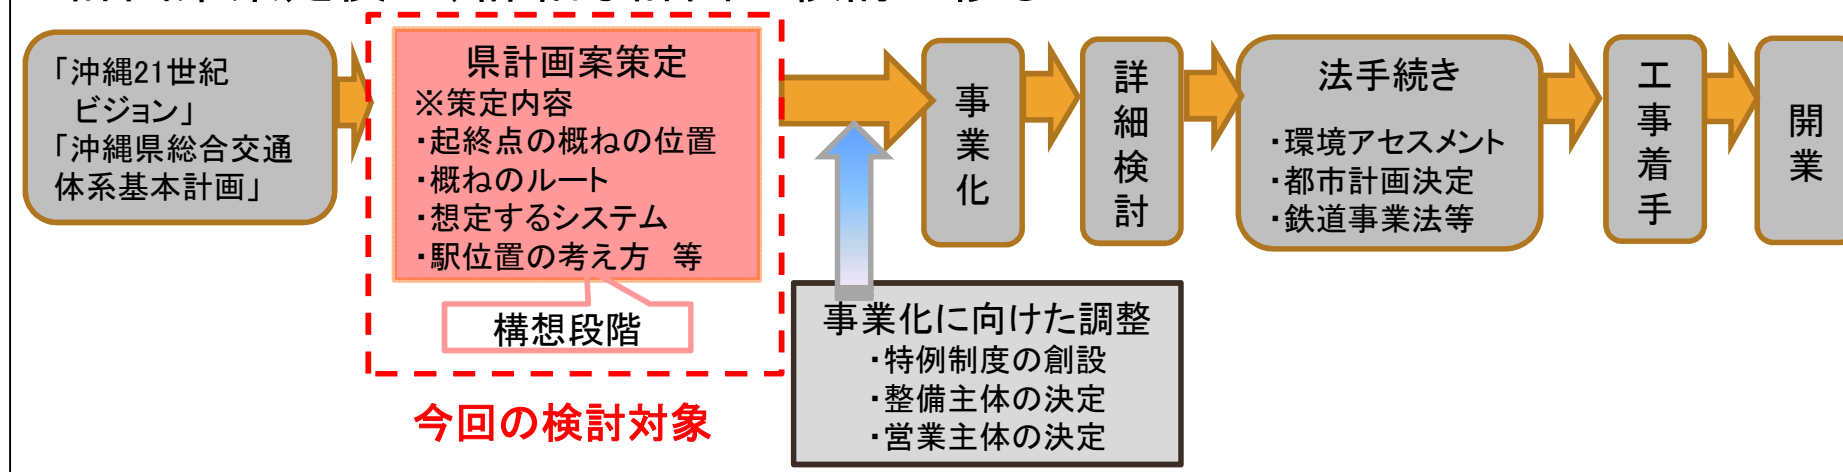 「沖縄21世紀
ビジョン」
「沖縄県総合交通
体系基本計画」
県計画案策定
※策定内容
・起終点の概ねの位置
・概ねのルート
・想定するシステム
・駅位置の考え方　等
構想段階
今回の検討対象
事業化に向けた調整
・特例制度の創設
・整備主体の決定
・営業主体の決定
事業化
詳細検討
法手続き
・環境アセスメント
・都市計画決定
・鉄道事業法等
工事着手
開業